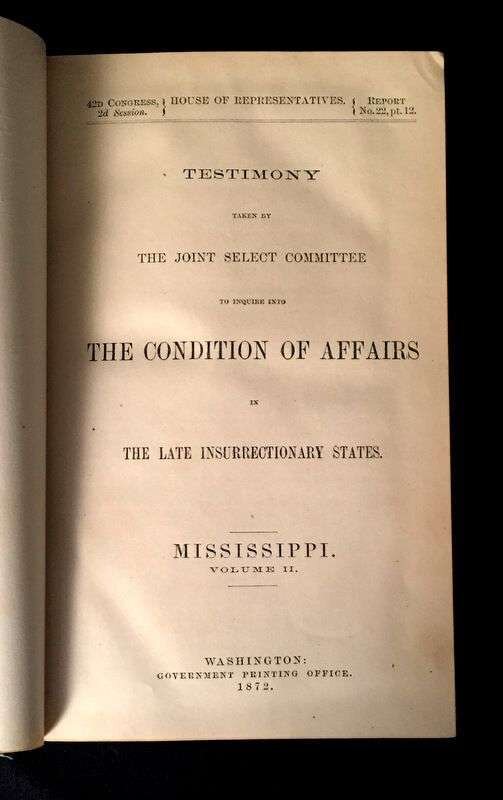 42D CONGRESS, } HOUSE OF REPRESENTATIVES. { REPORT
2d Session. } { No. 22, pt. 12.
TESTIMONY
TAKEN BY
THE JOINT SELECT COMMITTEE
TO INQUIRE INTO
THE CONDITION OF AFFAIRS
IN
THE LATE INSURRECTIONARY STATES.
MISSISSIPPI.
VOLUME II.
WASHINGTON:
GOVERNMENT PRINTING OFFICE.
1872.